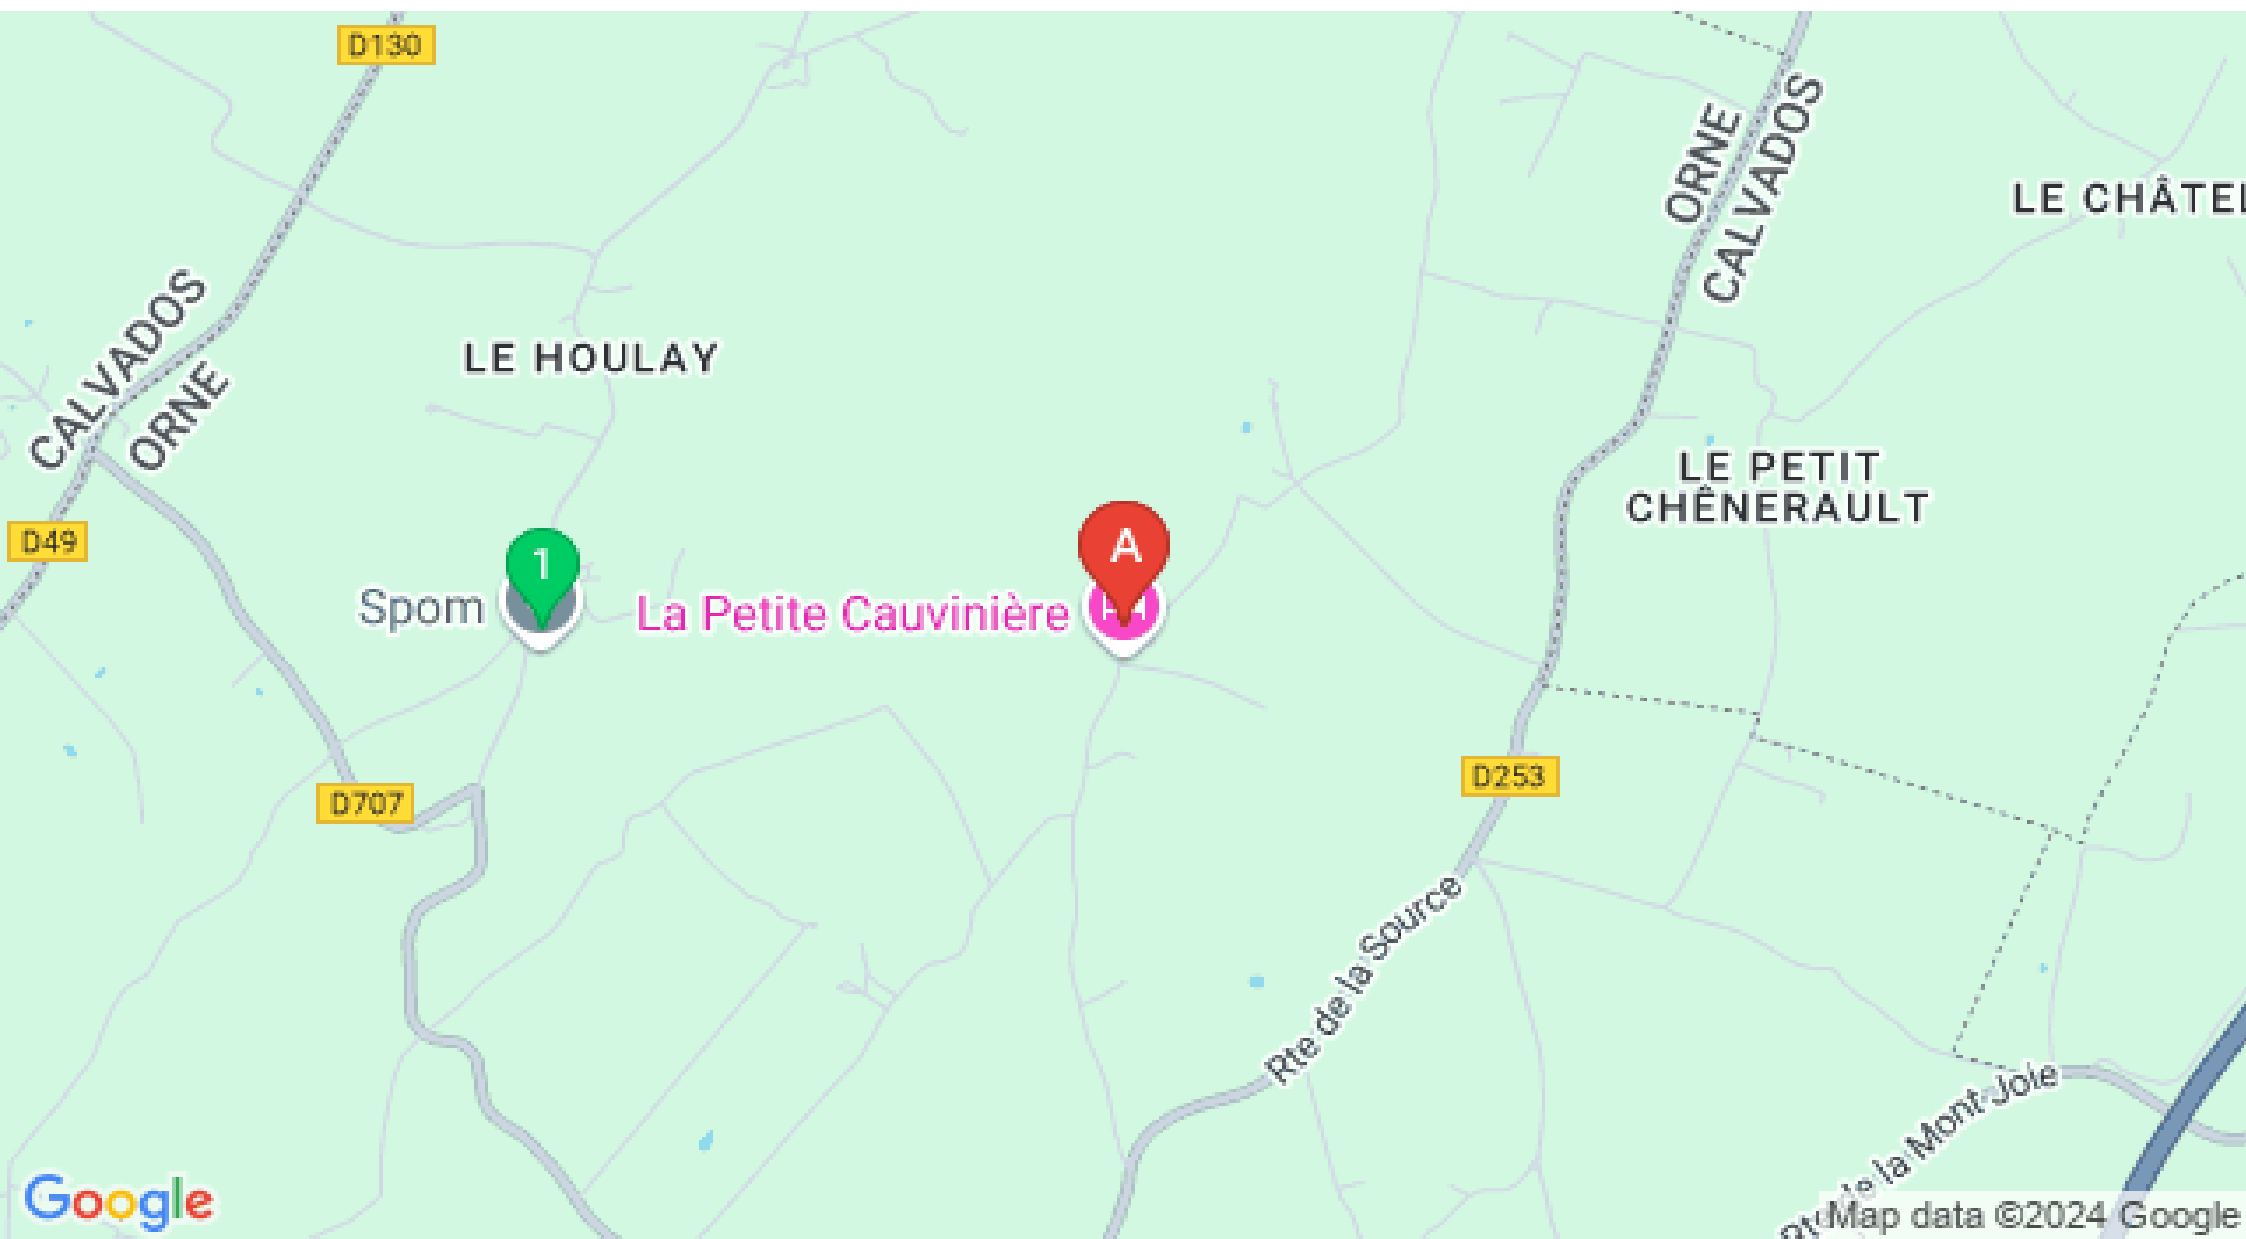 D130
ORNE
CALVADOS
LE CHÂTEL
CALVADOS
ORNE
LE HOULAY
LE PETIT
CHÊNERAULT
D49
1
A
Spom
La Petite Cauvinière
D253
D707
Rte de la Source
Rte de la Mont Joie
Google
Map data ©2024 Google